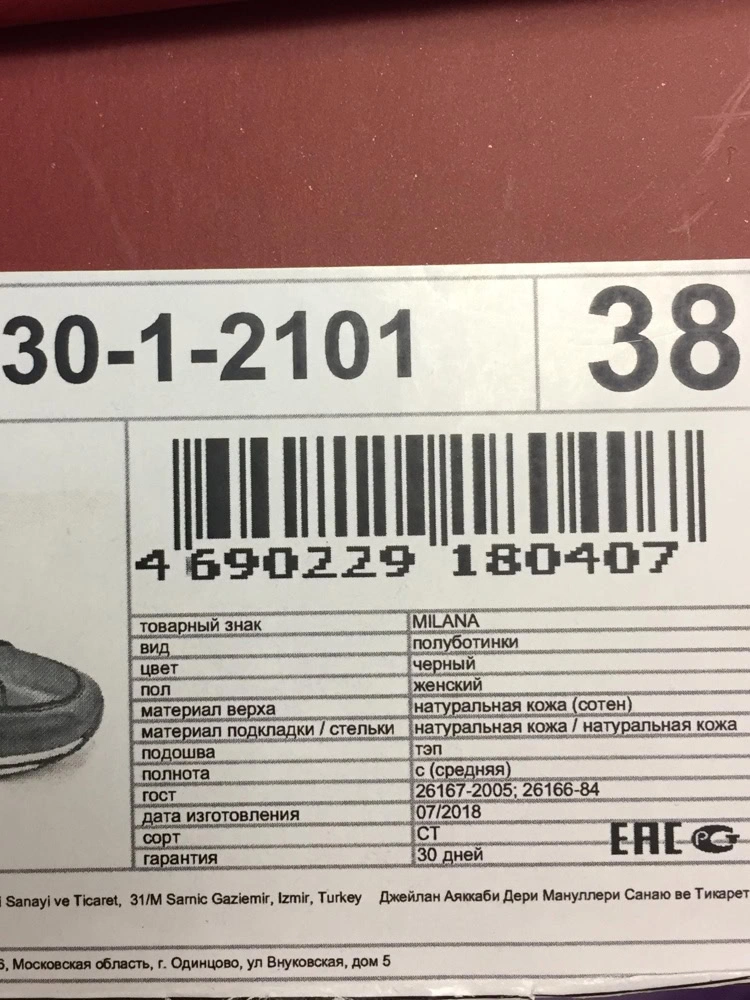 30-1-2101 38
4 690229 180407
товарный знак MILANA
вид полуботинки
цвет черный
пол женский
материал верха натуральная кожа (сотен)
материал подкладки / стельки натуральная кожа / натуральная кожа
подошва тэп
полнота с (средняя)
гост 26167-2005; 26166-84
дата изготовления 07/2018
сорт СТ
гарантия 30 дней
EAC РСТ
i Sanayi ve Ticaret, 31/M Sarnic Gaziemir, Izmir, Turkey Джейлан Аяккаби Дери Мануллери Санаю ве Тикарет
6, Московская область, г. Одинцово, ул Внуковская, дом 5